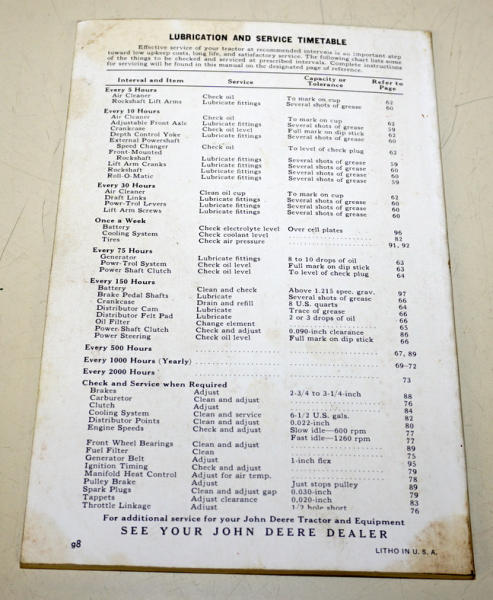 LUBRICATION AND SERVICE TIMETABLE
Effective service of your tractor at recommended intervals is an important step
toward low upkeep costs, long life, and satisfactory service. The following chart lists some
of the things to be checked and serviced at prescribed intervals. Complete instructions
for servicing will be found in this manual on the designated page of reference.
Interval and Item Service Capacity or Tolerance Refer to Page
Every 5 Hours
Air Cleaner Check oil To mark on cup 62
Rockshaft Lift Arms Lubricate fittings Several shots of grease 60
Every 10 Hours
Air Cleaner Check oil To mark on cup 62
Adjustable Front Axle Lubricate fittings Several shots of grease 59
Crankcase Check oil level Full mark on dip stick 62
Depth Control Yoke Lubricate fittings Several shots of grease 60
External Powershaft
Speed Changer Check oil To level of check plug 63
Front-Mounted
Rockshaft Lubricate fittings Several shots of grease 59
Lift Arm Cranks Lubricate fittings Several shots of grease 60
Rockshaft Lubricate fittings Several shots of grease 60
Roll-O-Matic Lubricate fittings Several shots of grease 59
Every 30 Hours
Air Cleaner Clean oil cup To mark on cup 62
Draft Links Lubricate fittings Several shots of grease 60
Powr-Trol Levers Lubricate fittings Several shots of grease 60
Lift Arm Screws Lubricate fittings Several shots of grease 60
Once a Week
Battery Check electrolyte level Over cell plates 96
Cooling System Check coolant level 82
Tires Check air pressure 91, 92
Every 75 Hours
Generator Lubricate fittings 8 to 10 drops of oil 63
Powr-Trol System Check oil level Full mark on dip stick 63
Power Shaft Clutch Check oil level To level of check plug 64
Every 150 Hours
Battery Clean and check Above 1.215 spec. grav. 97
Brake Pedal Shafts Lubricate Several shots of grease 66
Crankcase Drain and refill 8 U.S. quarts 64
Distributor Cam Lubricate Trace of grease 66
Distributor Felt Pad Lubricate 2 or 3 drops of oil 66
Oil Filter Change element 65
Power Shaft Clutch Check and adjust 0.090-inch clearance 86
Power Steering Check oil level Full mark on dip stick 66
Every 500 Hours 67, 89
Every 1000 Hours (Yearly) 69-72
Every 2000 Hours 73
Check and Service when Required
Brakes Adjust 2-3/4 to 3-1/4-inch 88
Carburetor Clean and adjust 76
Clutch Adjust 84
Cooling System Clean and service 6-1/2 U.S. gals. 82
Distributor Points Clean and adjust 0.022-inch 80
Engine Speeds Check and adjust Slow idle—600 rpm 77
Fast idle—1260 rpm 77
Front Wheel Bearings Clean and adjust 89
Fuel Filter Clean 75
Generator Belt Adjust 1-inch flex 95
Ignition Timing Check and adjust 79
Manifold Heat Control Adjust for air temp. 78
Pulley Brake Adjust Just stops pulley 89
Spark Plugs Clean and adjust gap 0.030-inch 79
Tappets Adjust clearance 0.020-inch 83
Throttle Linkage Adjust 1/2 hole short 76
For additional service for your John Deere Tractor and Equipment
SEE YOUR JOHN DEERE DEALER
98 LITHO IN U. S. A.